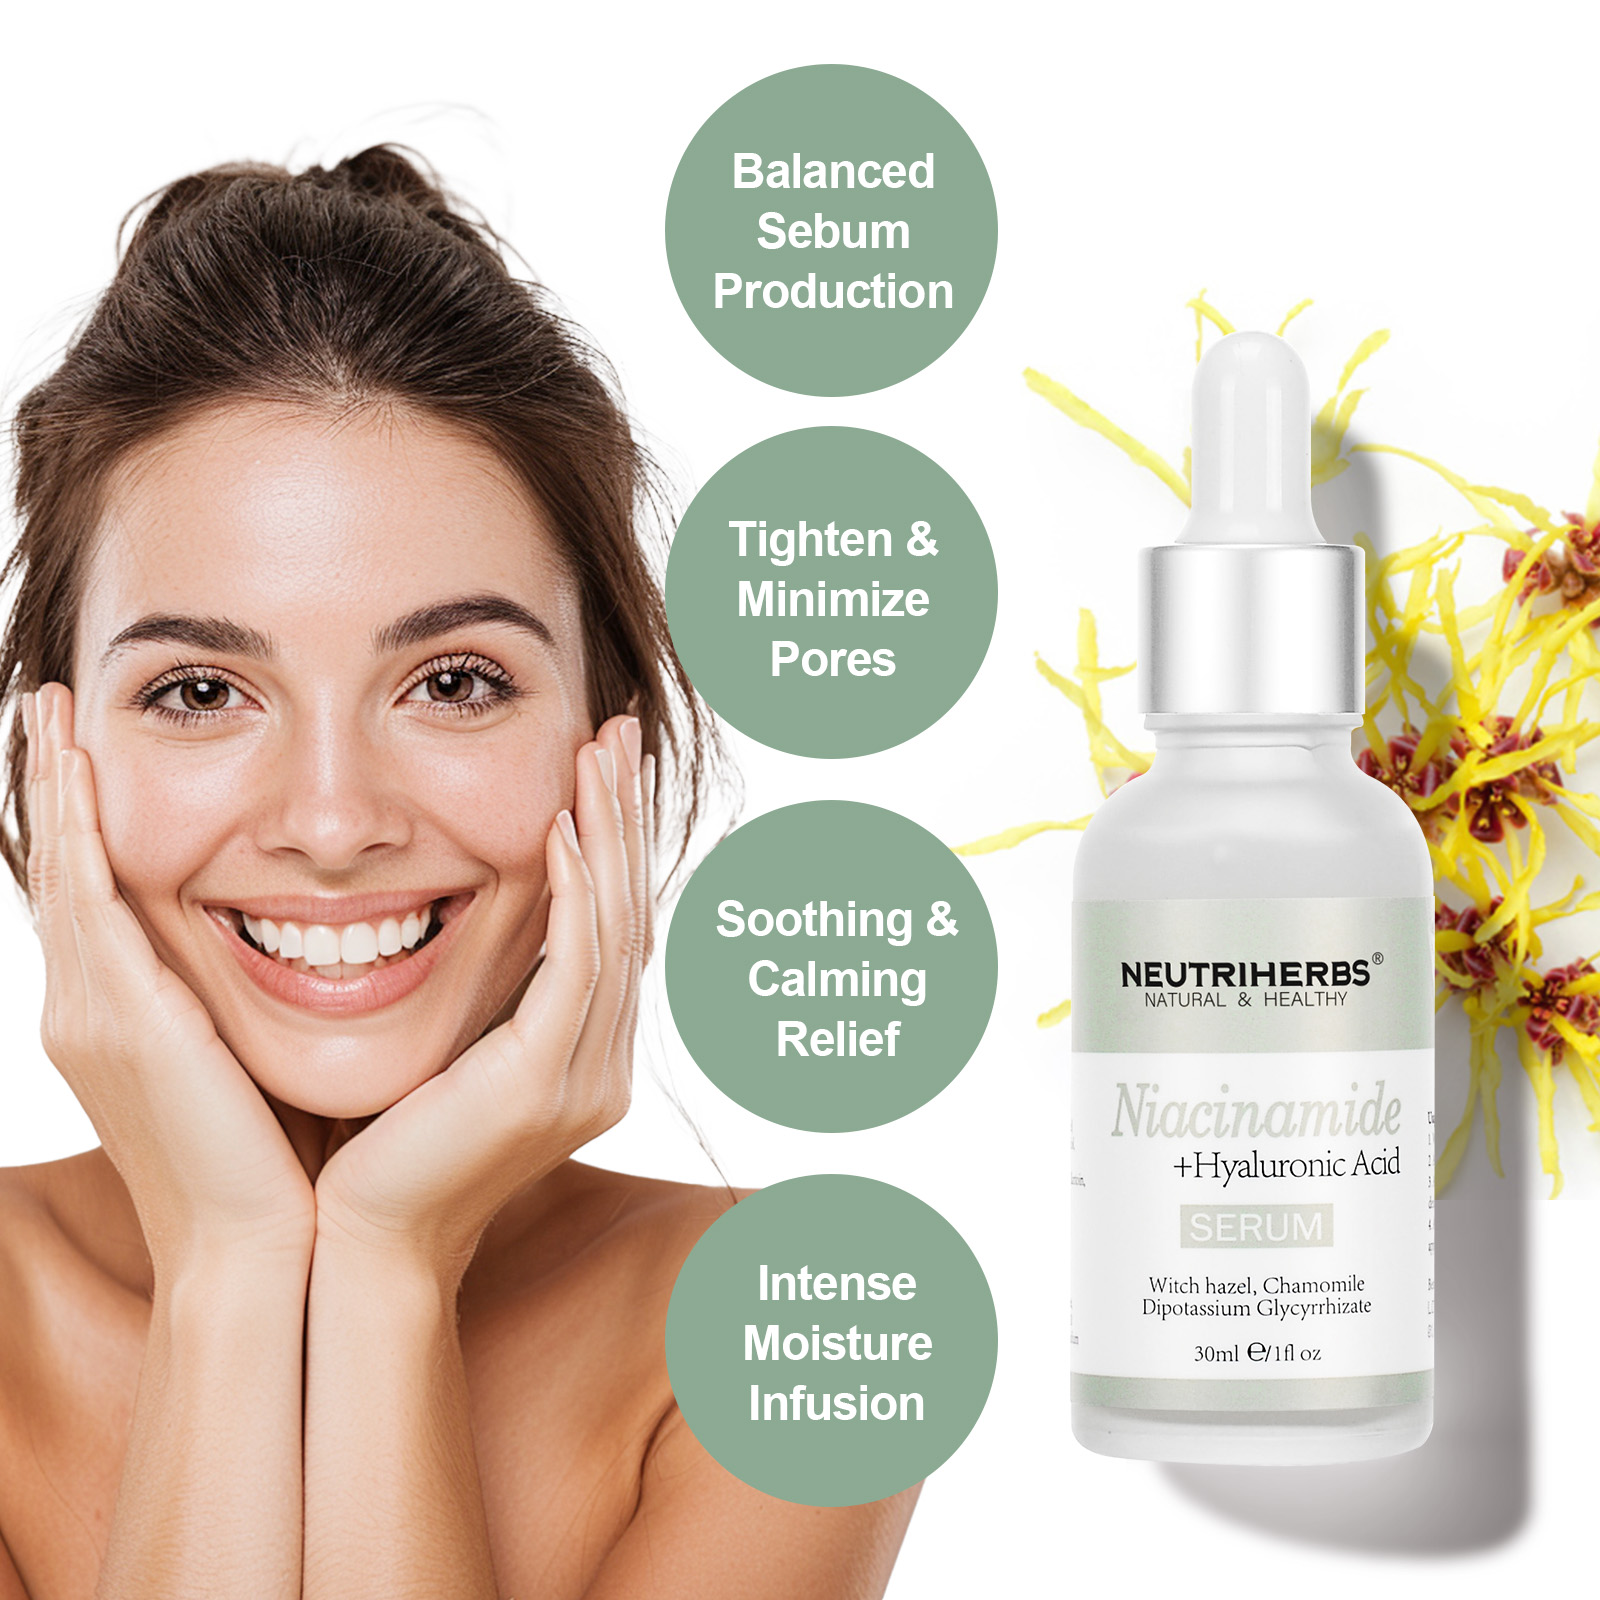 Balanced
Sebum
Production
Tighten &
Minimize
Pores
Soothing &
Calming
Relief
Intense
Moisture
Infusion
NEUTRIHERBS®
NATURAL & HEALTHY
Niacinamide
+Hyaluronic Acid
SERUM
Witch hazel, Chamomile
Dipotassium Glycyrrhizate
30ml ℮/1fl oz